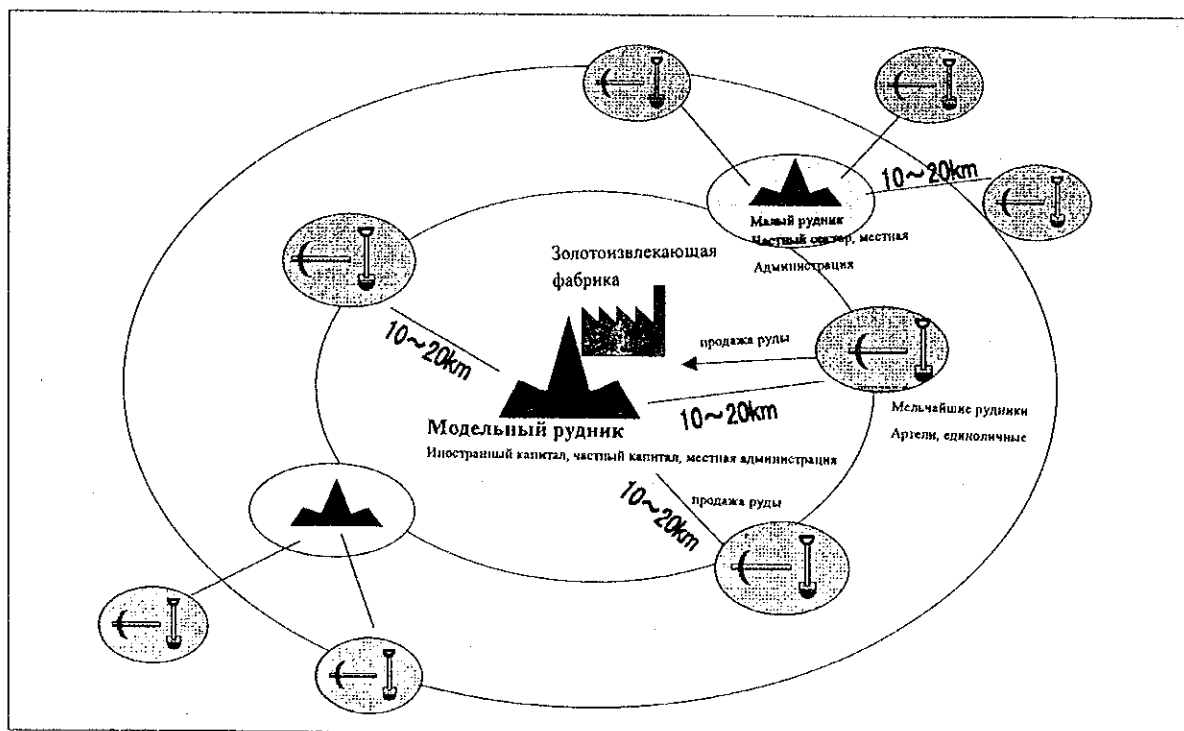 10~20km
Малый рудник
Частный сектор, местная
Администрация
Золотоизвлекающая
фабрика
10~20km
продажа руды
10~20km
Мельчайшие рудники
Артели, единоличные
Модельный рудник
Иностранный капитал, частный капитал, местная администрация
10~20km
продажа руды